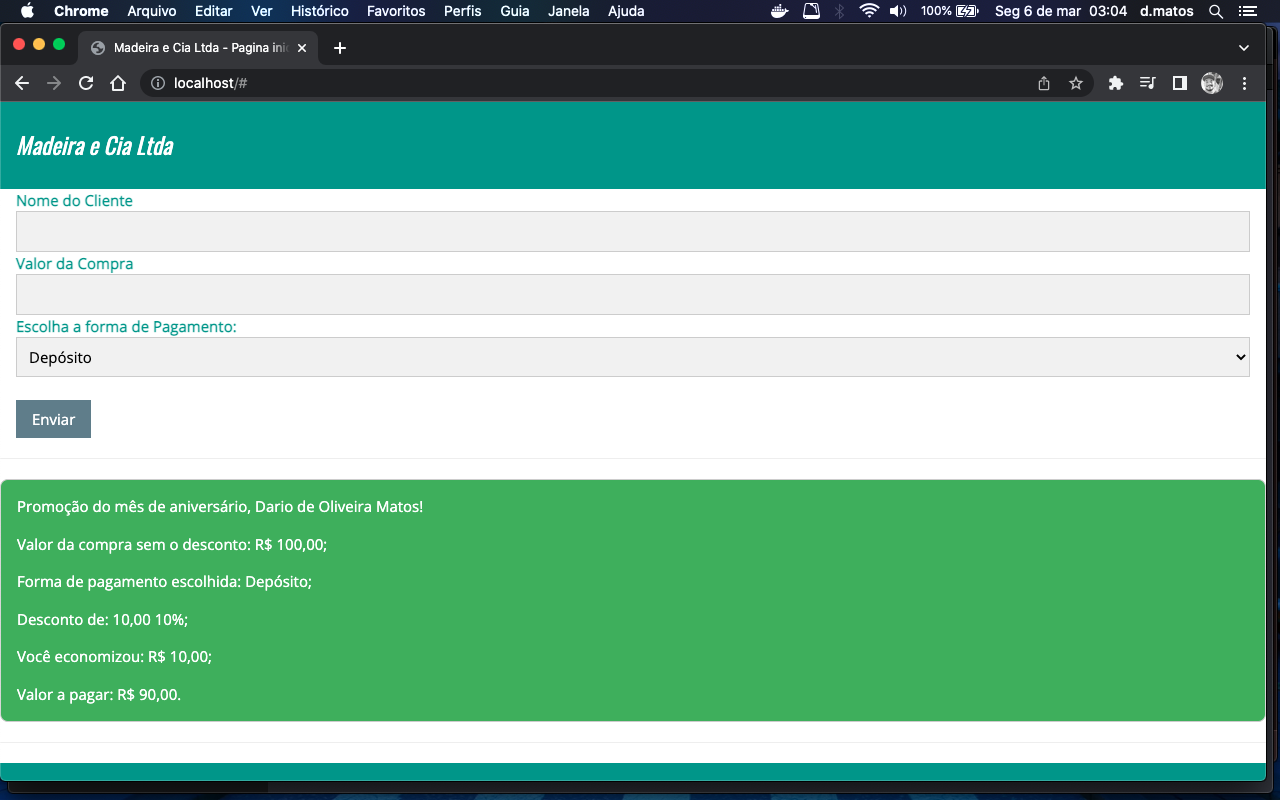 Chrome Arquivo Editar Ver Histórico Favoritos Perfis Guia Janela Ajuda 100% Seg 6 de mar 03:04 d.matos
Madeira e Cia Ltda - Pagina ini
localhost/#
Madeira e Cia Ltda
Nome do Cliente
Valor da Compra
Escolha a forma de Pagamento:
Depósito
Enviar
Promoção do mês de aniversário, Dario de Oliveira Matos!
Valor da compra sem o desconto: R$ 100,00;
Forma de pagamento escolhida: Depósito;
Desconto de: 10,00 10%;
Você economizou: R$ 10,00;
Valor a pagar: R$ 90,00.